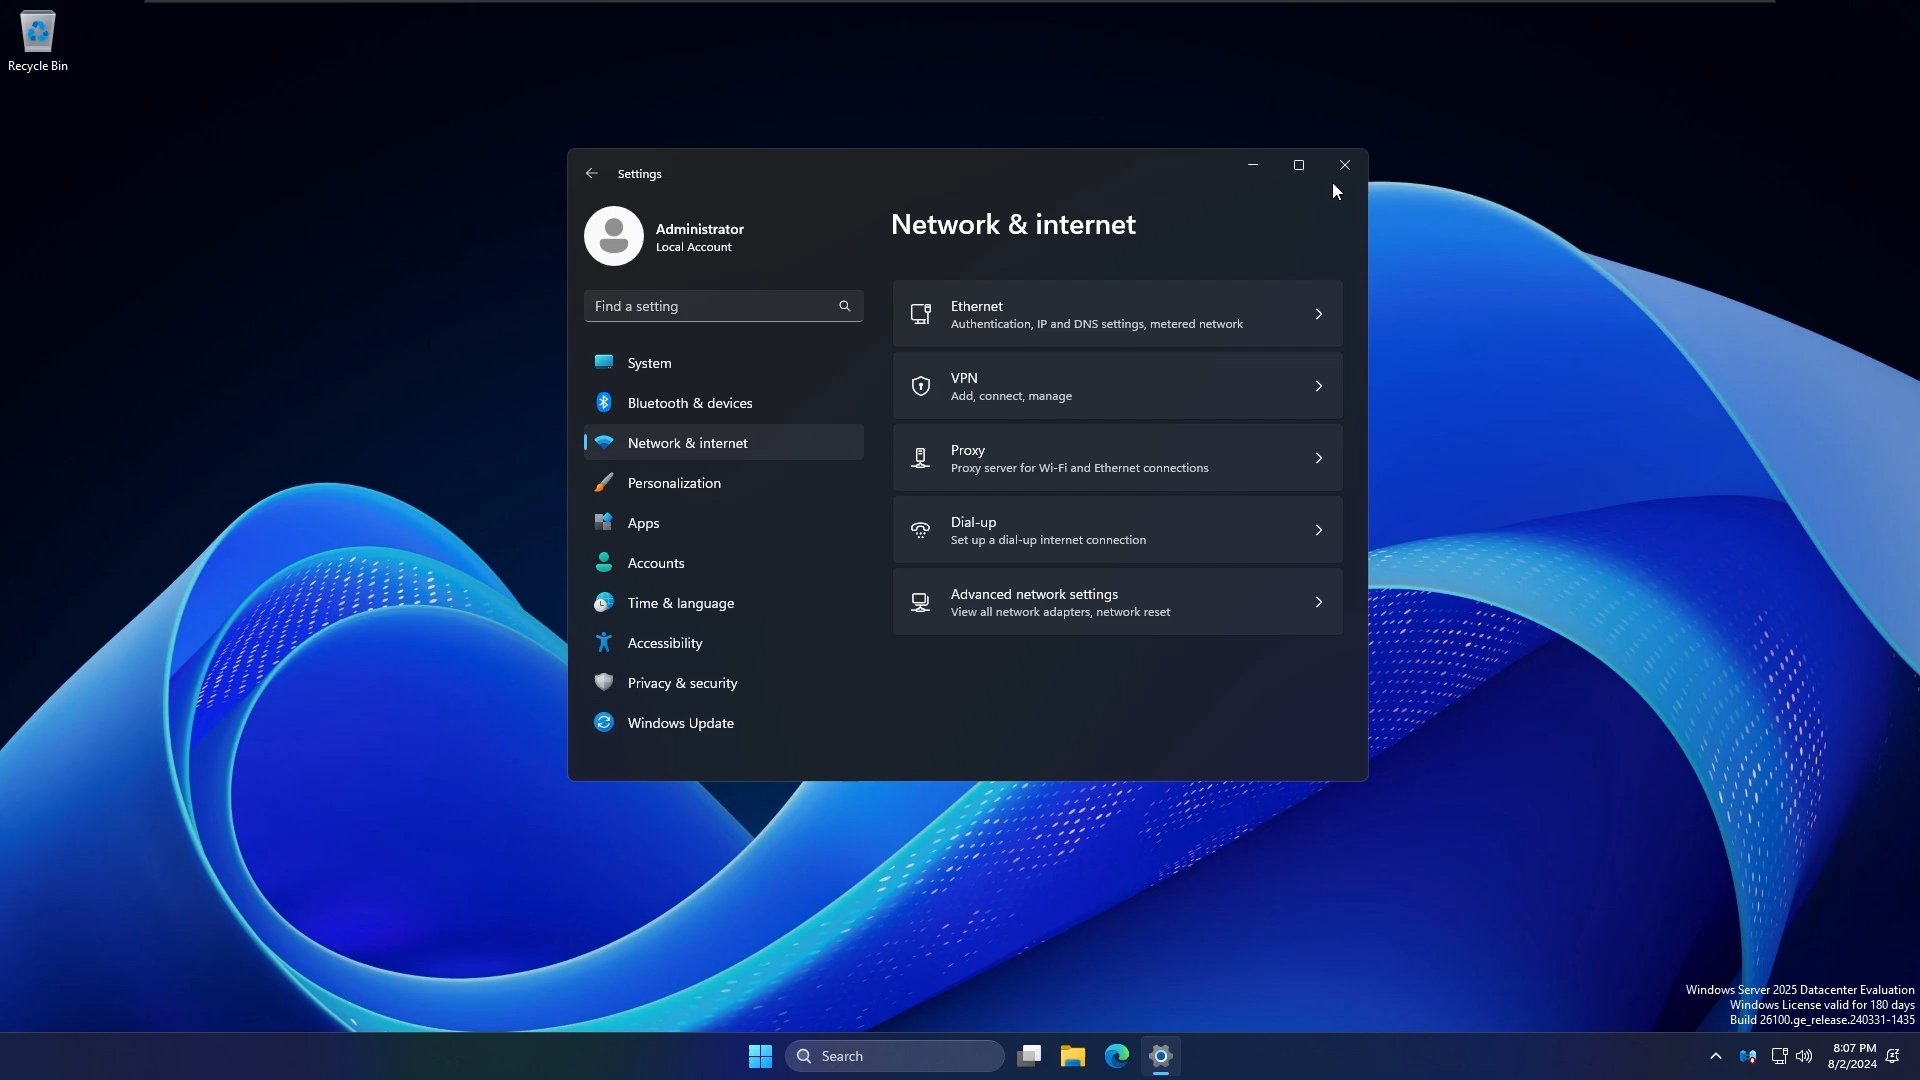 Recycle Bin
Settings
Administrator
Local Account
Find a setting
System
Bluetooth & devices
Network & internet
Personalization
Apps
Accounts
Time & language
Accessibility
Privacy & security
Windows Update
Network & internet
Ethernet
Authentication, IP and DNS settings, metered network
VPN
Add, connect, manage
Proxy
Proxy server for Wi-Fi and Ethernet connections
Dial-up
Set up a dial-up internet connection
Advanced network settings
View all network adapters, network reset
Windows Server 2025 Datacenter Evaluation
Windows License valid for 180 days
Build 26100.ge_release.240331-1435
Search
8:07 PM
8/2/2024